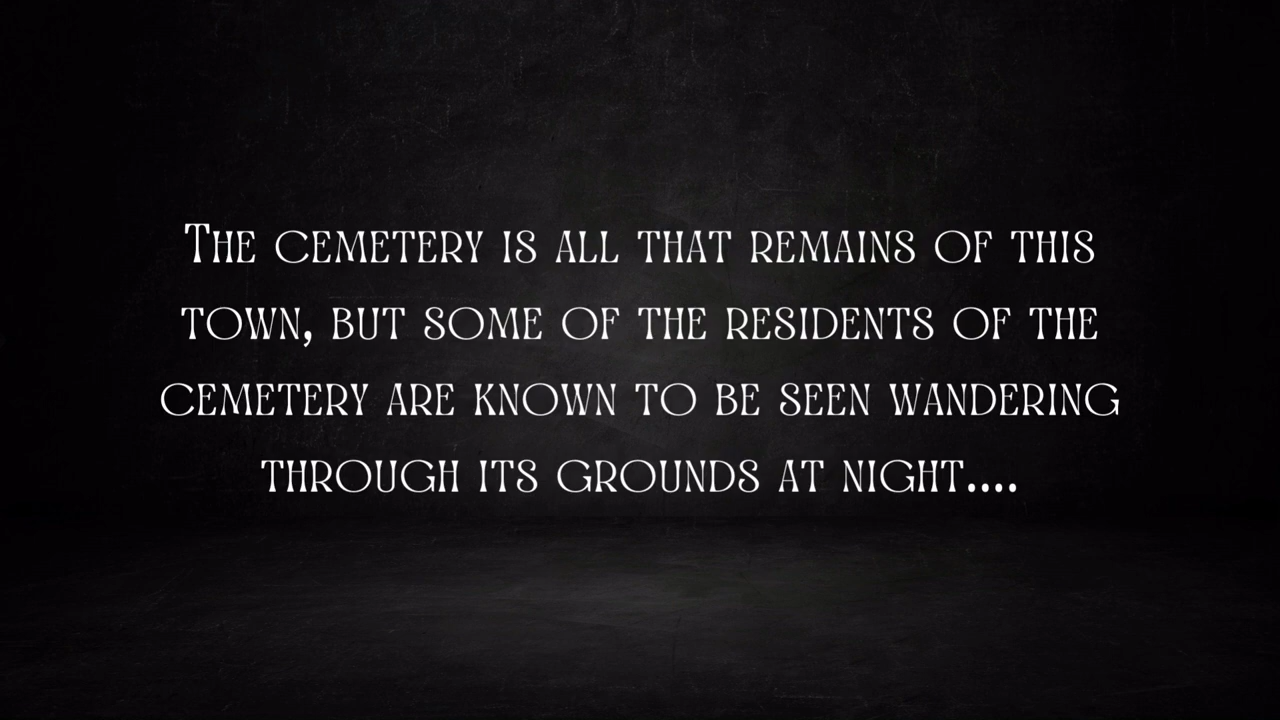 The cemetery is all that remains of this
town, but some of the residents of the
cemetery are known to be seen wandering
through its grounds at night....